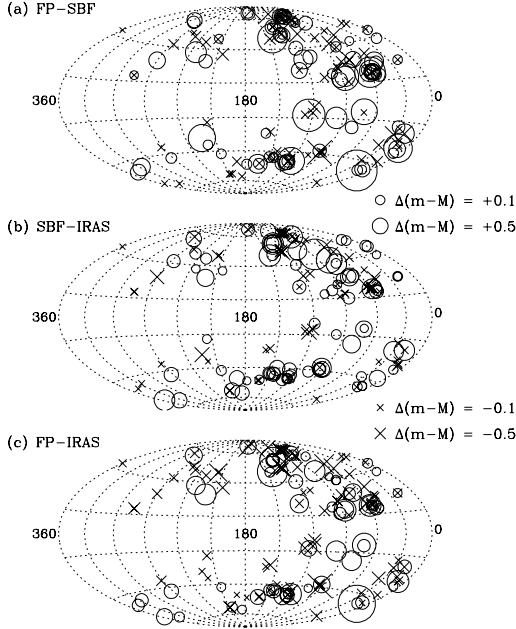 (a) FP−SBF
360
180
0
Δ(m−M) = +0.1
Δ(m−M) = +0.5
(b) SBF−IRAS
360
180
0
Δ(m−M) = −0.1
Δ(m−M) = −0.5
(c) FP−IRAS
360
180
0